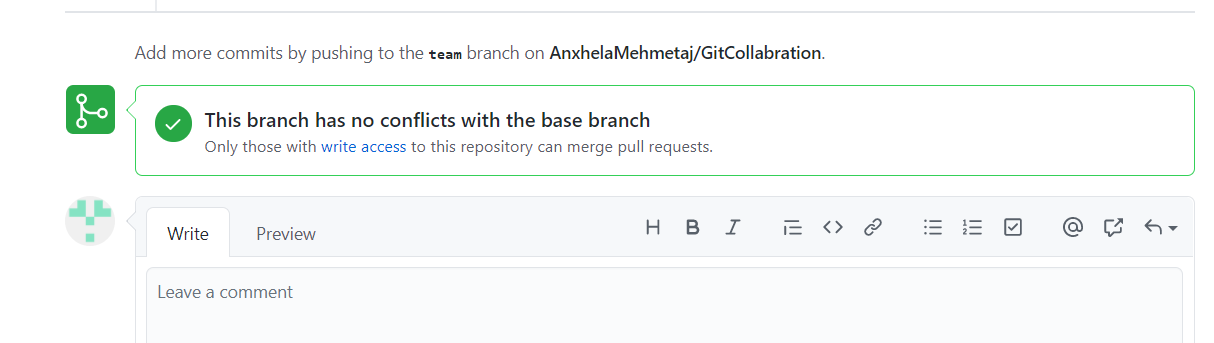 Add more commits by pushing to the team branch on AnxhelaMehmetaj/GitCollabration.
This branch has no conflicts with the base branch
Only those with write access to this repository can merge pull requests.
Write Preview
Leave a comment